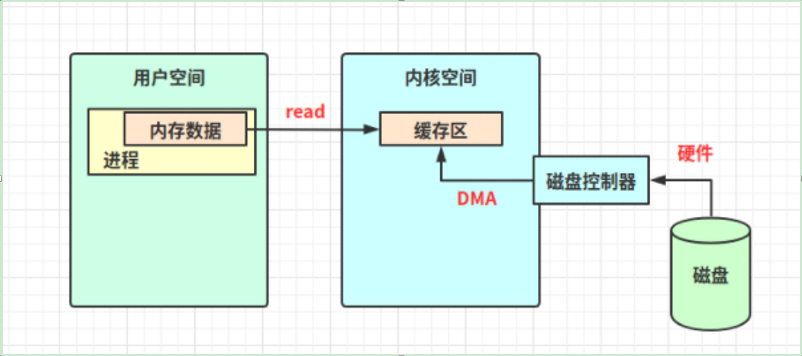 用户空间
内核空间
内存数据
进程
read
缓存区
DMA
磁盘控制器
硬件
磁盘